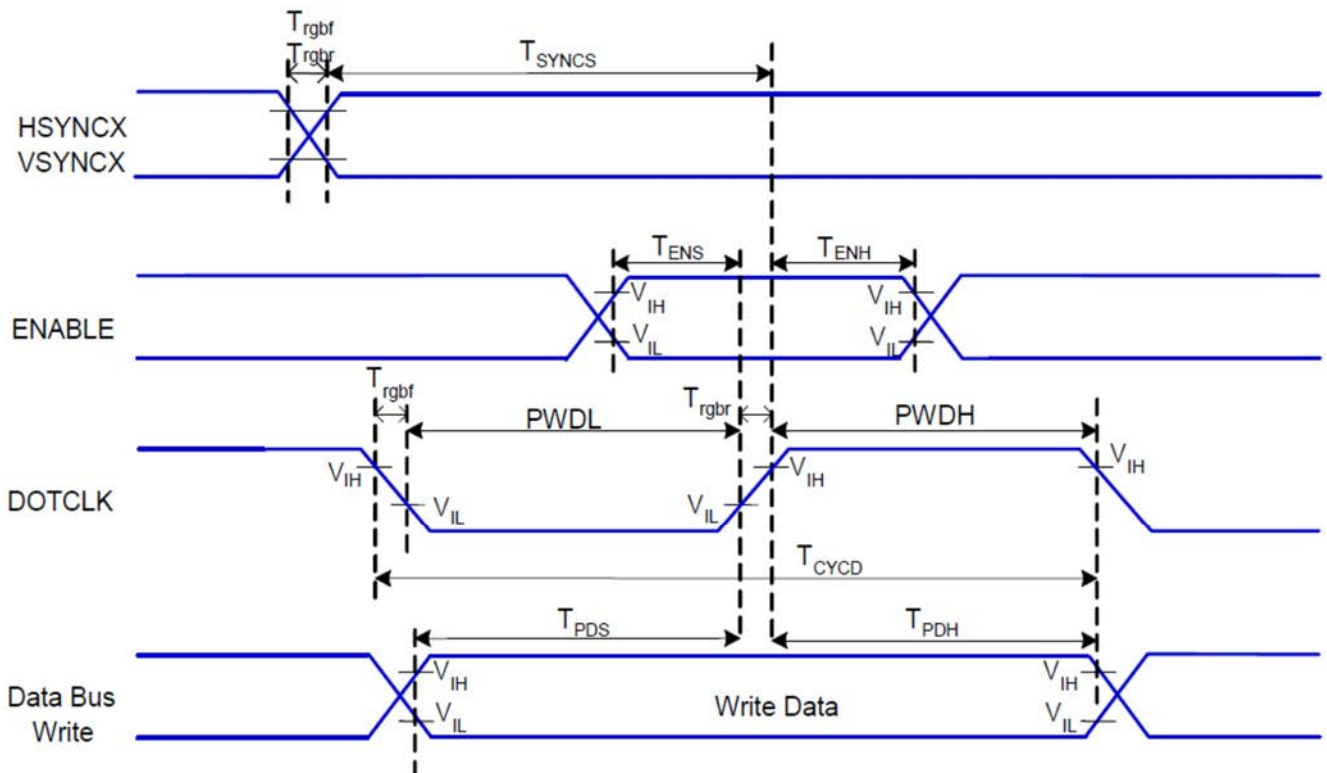 Trgbf
Trgbr
TSYNCS
HSYNCX
VSYNCX
TENS
TENH
VIH
VIH
ENABLE
VIL
VIL
Trgbf
Trgbr
PWDL
PWDH
VIH
VIH
VIH
DOTCLK
VIL
VIL
TCYCD
TPDS
TPDH
VIH
VIH
Data Bus
Write
Write Data
VIL
VIL